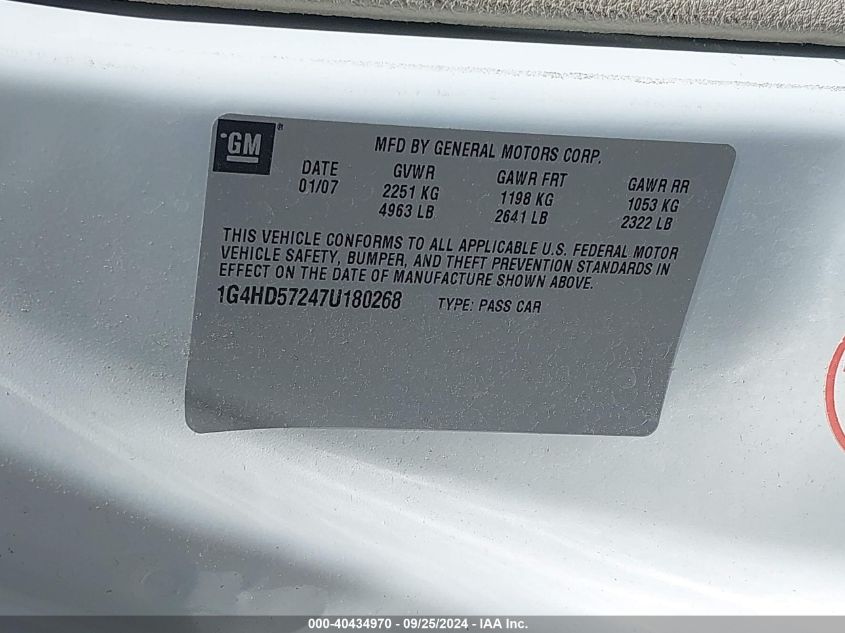 GM®
MFD BY GENERAL MOTORS CORP.
DATE GVWR GAWR FRT GAWR RR
01/07 2251 KG 1198 KG 1053 KG
4963 LB 2641 LB 2322 LB
THIS VEHICLE CONFORMS TO ALL APPLICABLE U.S. FEDERAL MOTOR
VEHICLE SAFETY, BUMPER, AND THEFT PREVENTION STANDARDS IN
EFFECT ON THE DATE OF MANUFACTURE SHOWN ABOVE.
1G4HD57247U180268 TYPE: PASS CAR
000-40434970 - 09/25/2024 - IAA Inc.